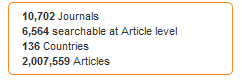 10,702 Journals
6,564 searchable at Article level
136 Countries
2,007,559 Articles